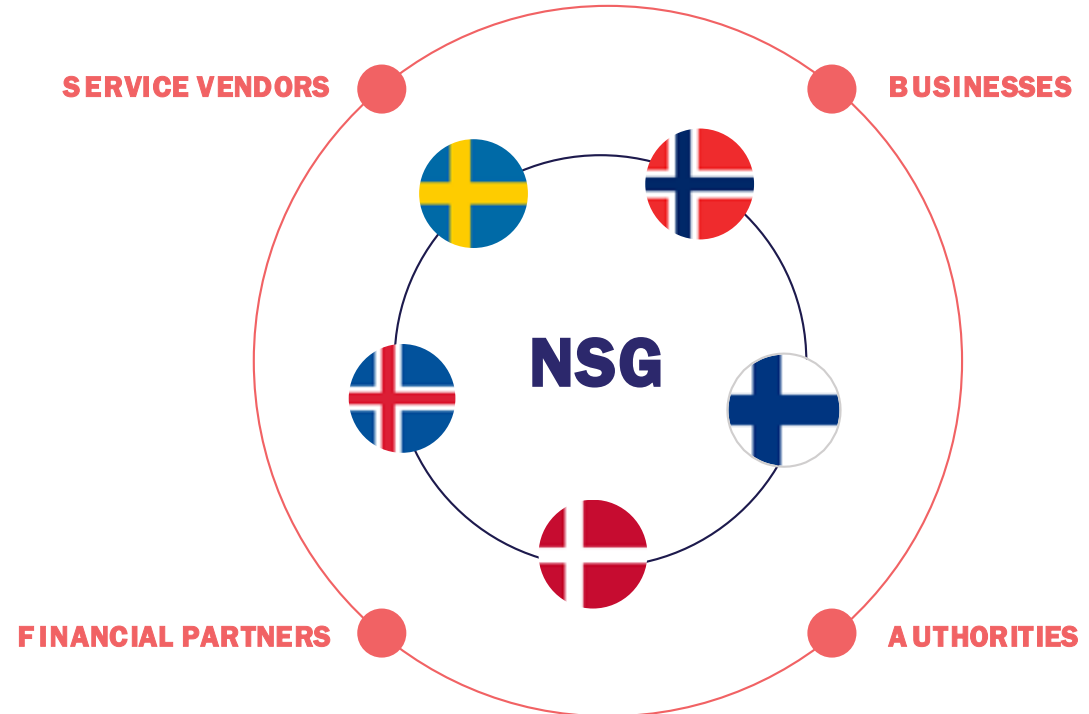 SERVICE VENDORS
BUSINESSES
NSG
FINANCIAL PARTNERS
AUTHORITIES